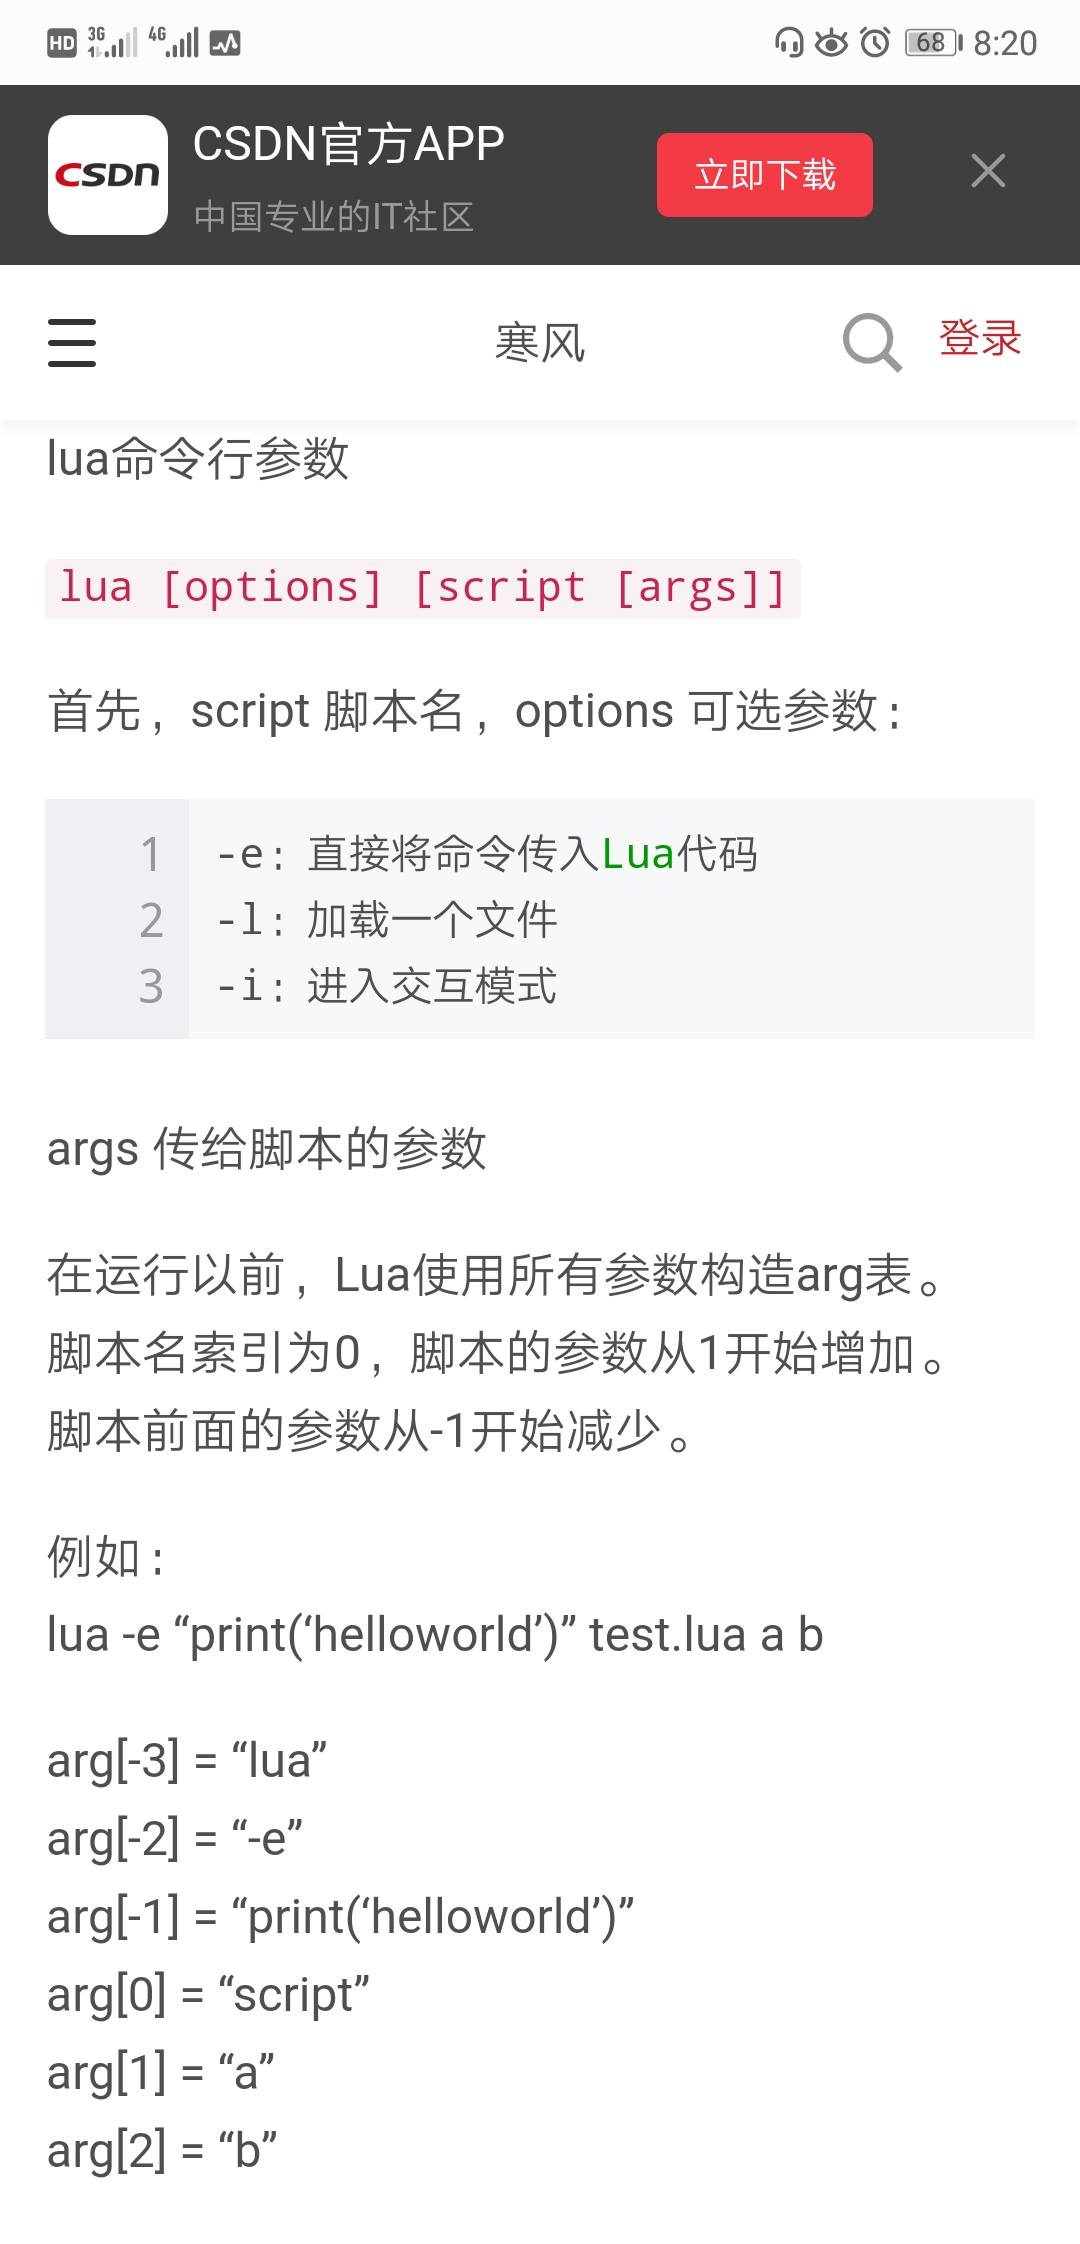 HD 3G 4G 68 8:20
CSDN
CSDN官方APP
中国专业的IT社区
立即下载
寒风
登录
lua命令行参数
lua [options] [script [args]]
首先，script 脚本名，options 可选参数：
1 -e: 直接将命令传入Lua代码
2 -l: 加载一个文件
3 -i: 进入交互模式
args 传给脚本的参数
在运行以前，Lua使用所有参数构造arg表。
脚本名索引为0，脚本的参数从1开始增加。
脚本前面的参数从-1开始减少。
例如：
lua -e “print(‘helloworld’)” test.lua a b
arg[-3] = “lua”
arg[-2] = “-e”
arg[-1] = “print(‘helloworld’)”
arg[0] = “script”
arg[1] = “a”
arg[2] = “b”